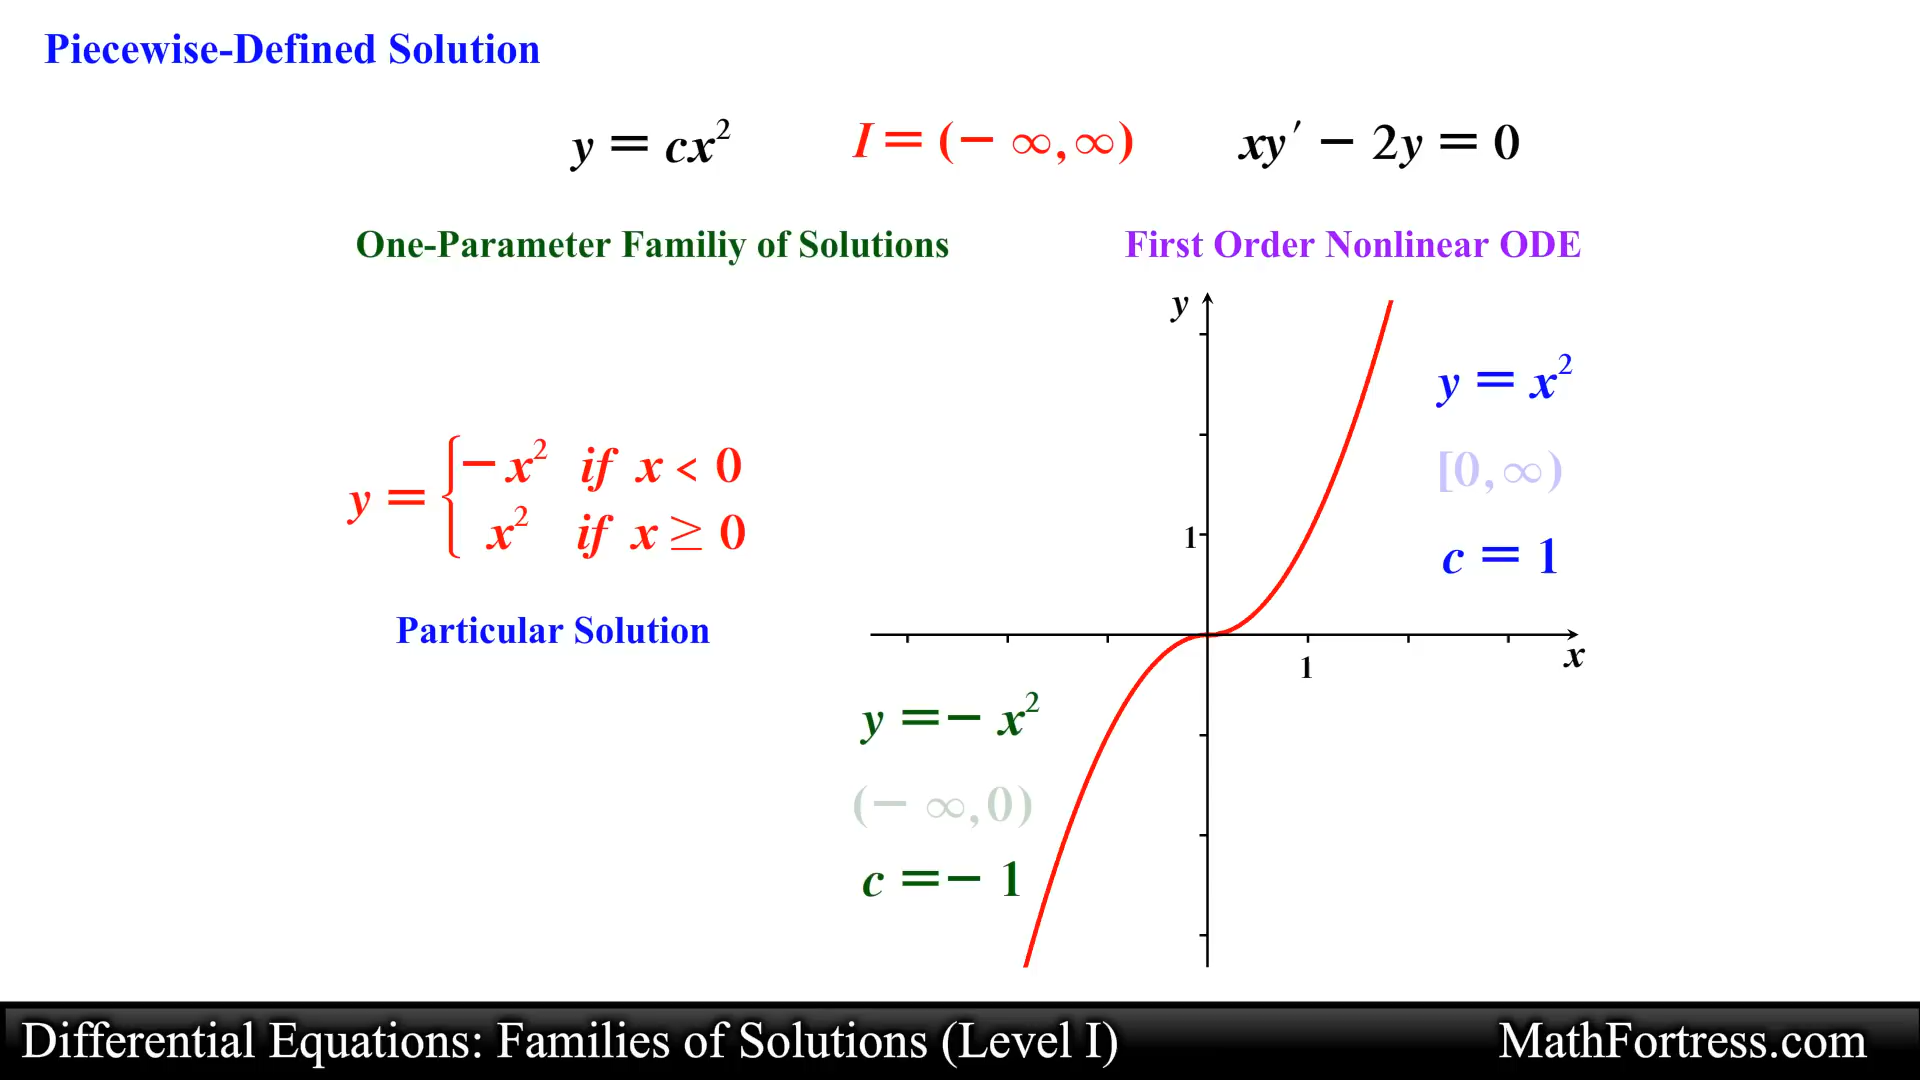 Piecewise-Defined Solution
y = cx² I = (− ∞, ∞) xy′ − 2y = 0
One-Parameter Familiy of Solutions First Order Nonlinear ODE
y
y = x²
[0, ∞)
c = 1
y = { − x² if x < 0
x² if x ≥ 0
Particular Solution
1
1
x
y = − x²
(− ∞, 0)
c = − 1
Differential Equations: Families of Solutions (Level I) MathFortress.com